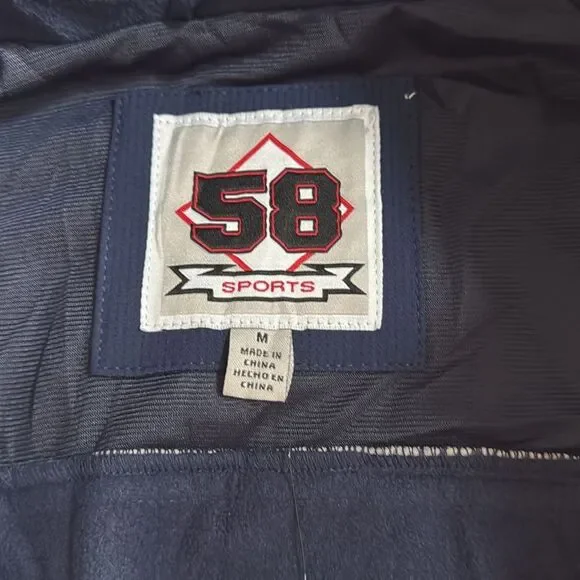 58
SPORTS
M
MADE IN
CHINA
HECHO EN
CHINA